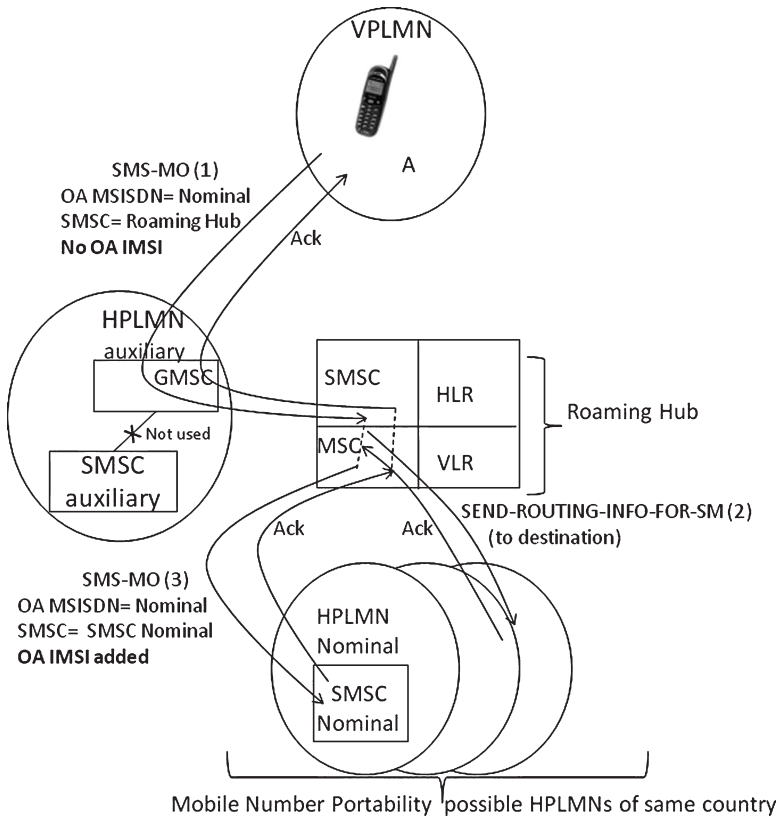 VPLMN
A
SMS-MO (1)
OA MSISDN= Nominal
SMSC= Roaming Hub
No OA IMSI
Ack
HPLMN
auxiliary
GMSC
Not used
SMSC
auxiliary
SMSC
HLR
MSC
VLR
Roaming Hub
SEND-ROUTING-INFO-FOR-SM (2)
(to destination)
Ack
Ack
SMS-MO (3)
OA MSISDN= Nominal
SMSC= SMSC Nominal
OA IMSI added
HPLMN
Nominal
SMSC
Nominal
Mobile Number Portability possible HPLMNs of same country